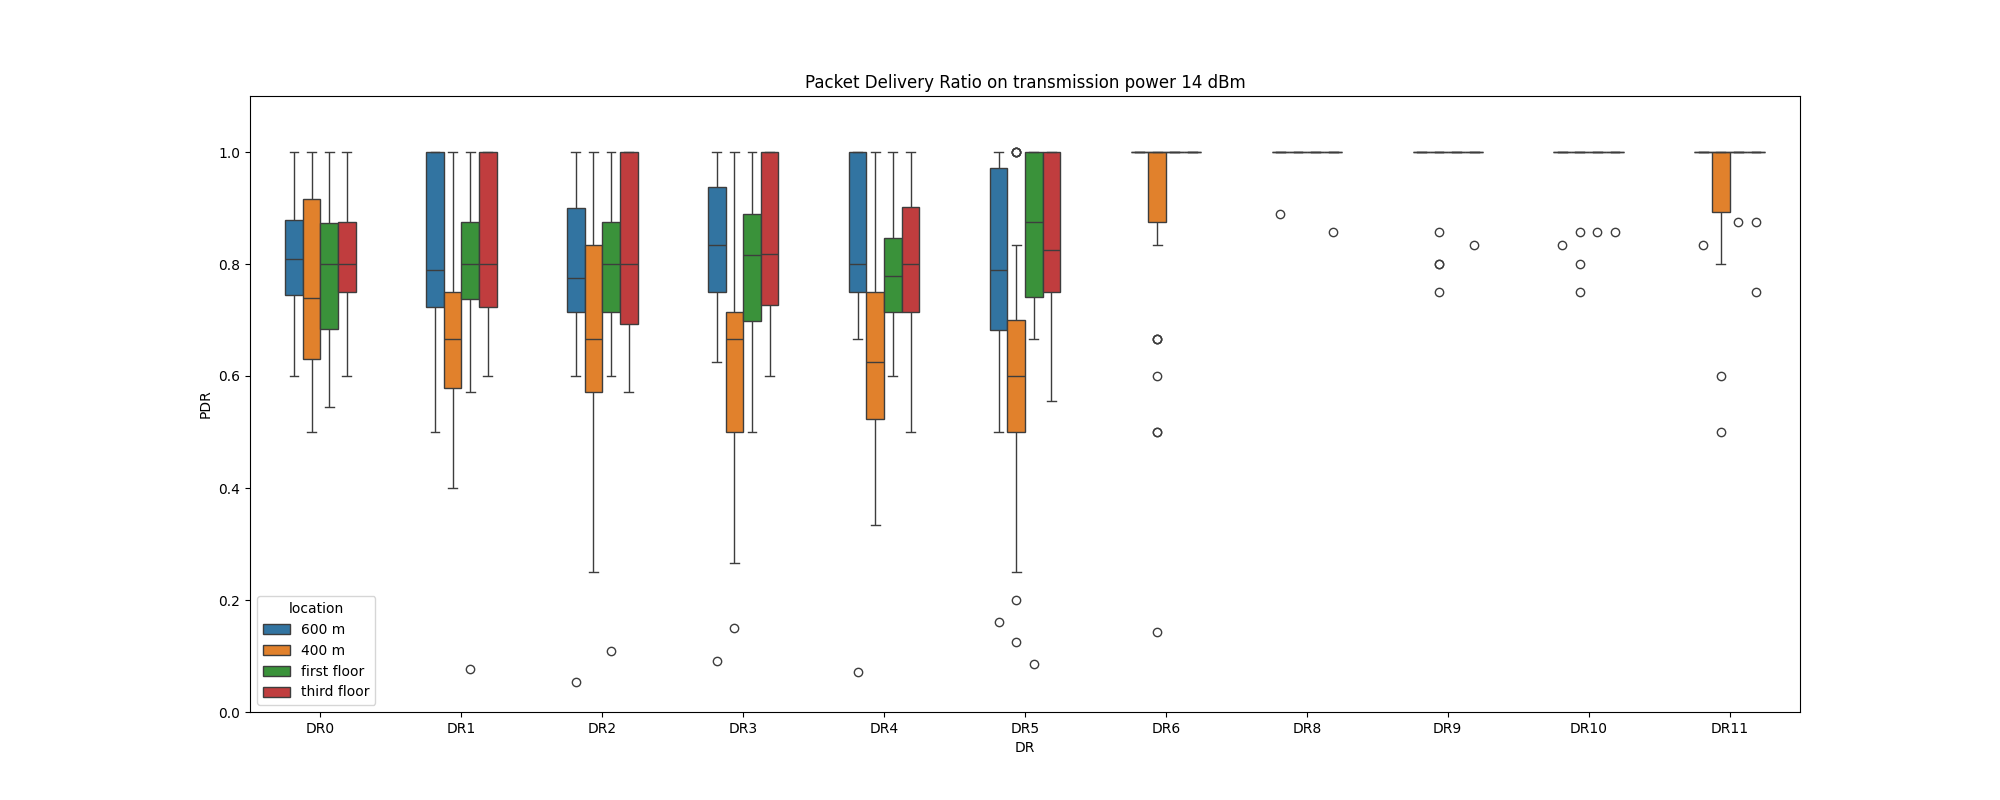 Packet Delivery Ratio on transmission power 14 dBm
PDR
1.0
0.8
0.6
0.4
0.2
0.0
location
600 m
400 m
first floor
third floor
DR0 DR1 DR2 DR3 DR4 DR5 DR6 DR8 DR9 DR10 DR11
DR